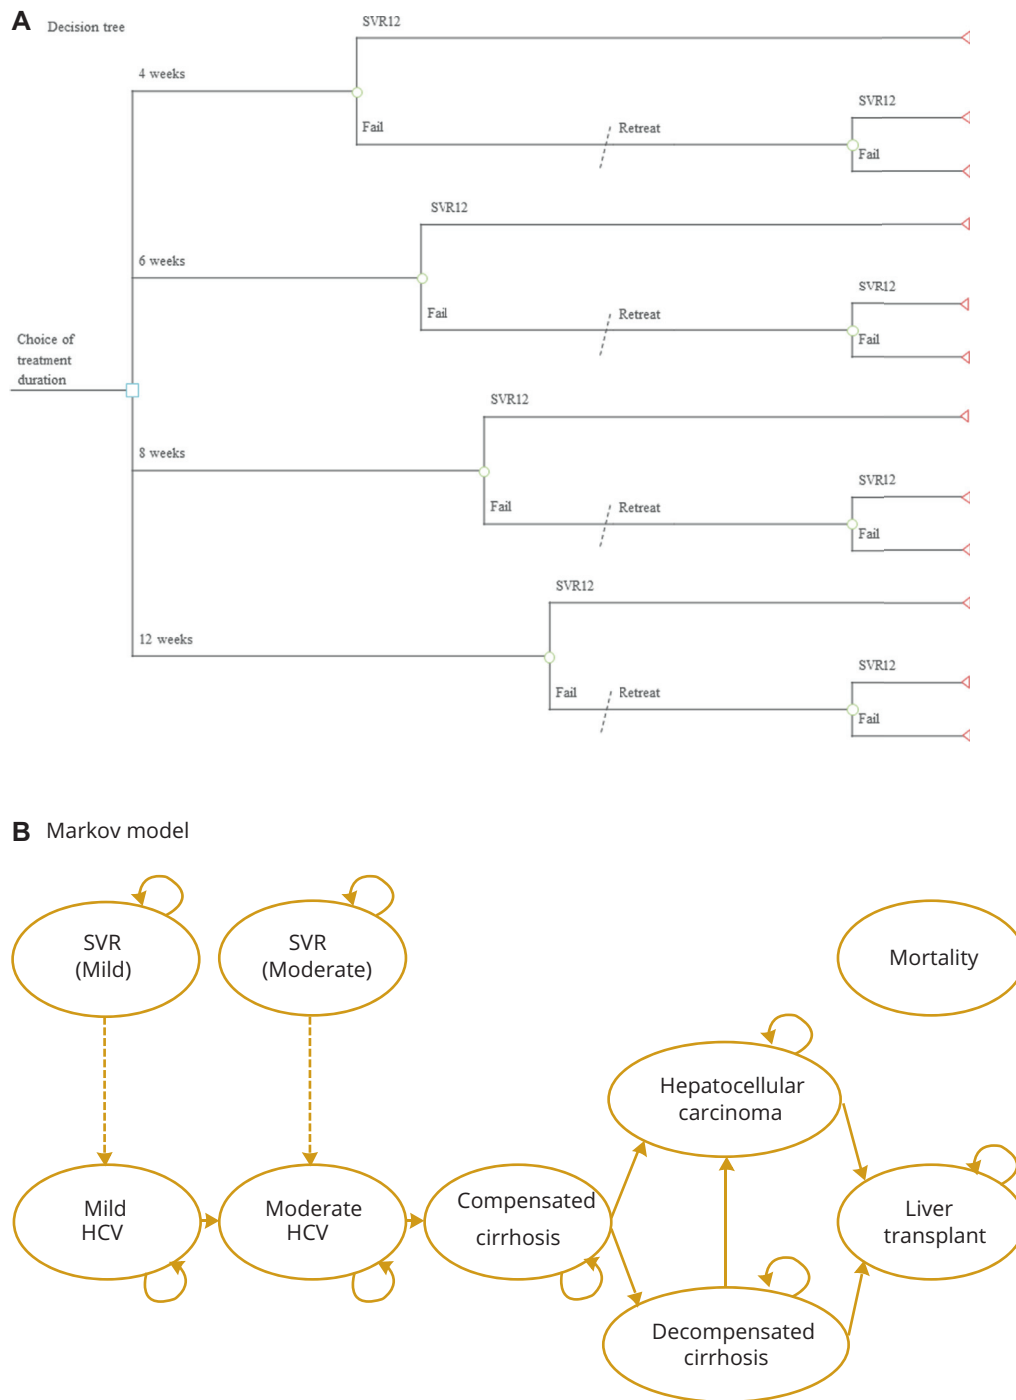 A Decision tree
SVR12
4 weeks
Fail
Retreat
SVR12
Fail
SVR12
6 weeks
Fail
Retreat
SVR12
Fail
Choice of
treatment
duration
SVR12
8 weeks
Fail
Retreat
SVR12
Fail
SVR12
12 weeks
Fail
Retreat
SVR12
Fail
B Markov model
SVR
(Mild)
SVR
(Moderate)
Mortality
Hepatocellular
carcinoma
Mild
HCV
Moderate
HCV
Compensated
cirrhosis
Liver
transplant
Decompensated
cirrhosis